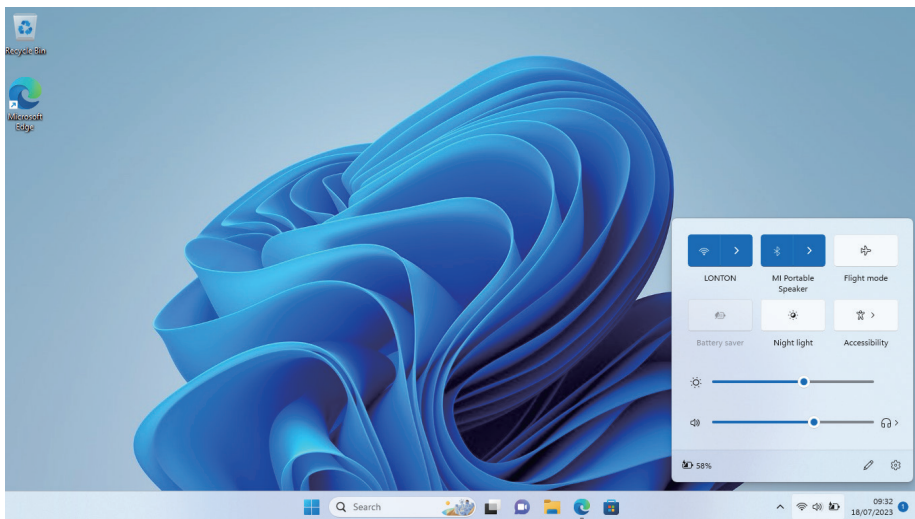 Recycle Bin
Microsoft
Edge
LONTON
MI Portable
Speaker
Flight mode
Battery saver
Night light
Accessibility
58%
Search
09:32
18/07/2023
1